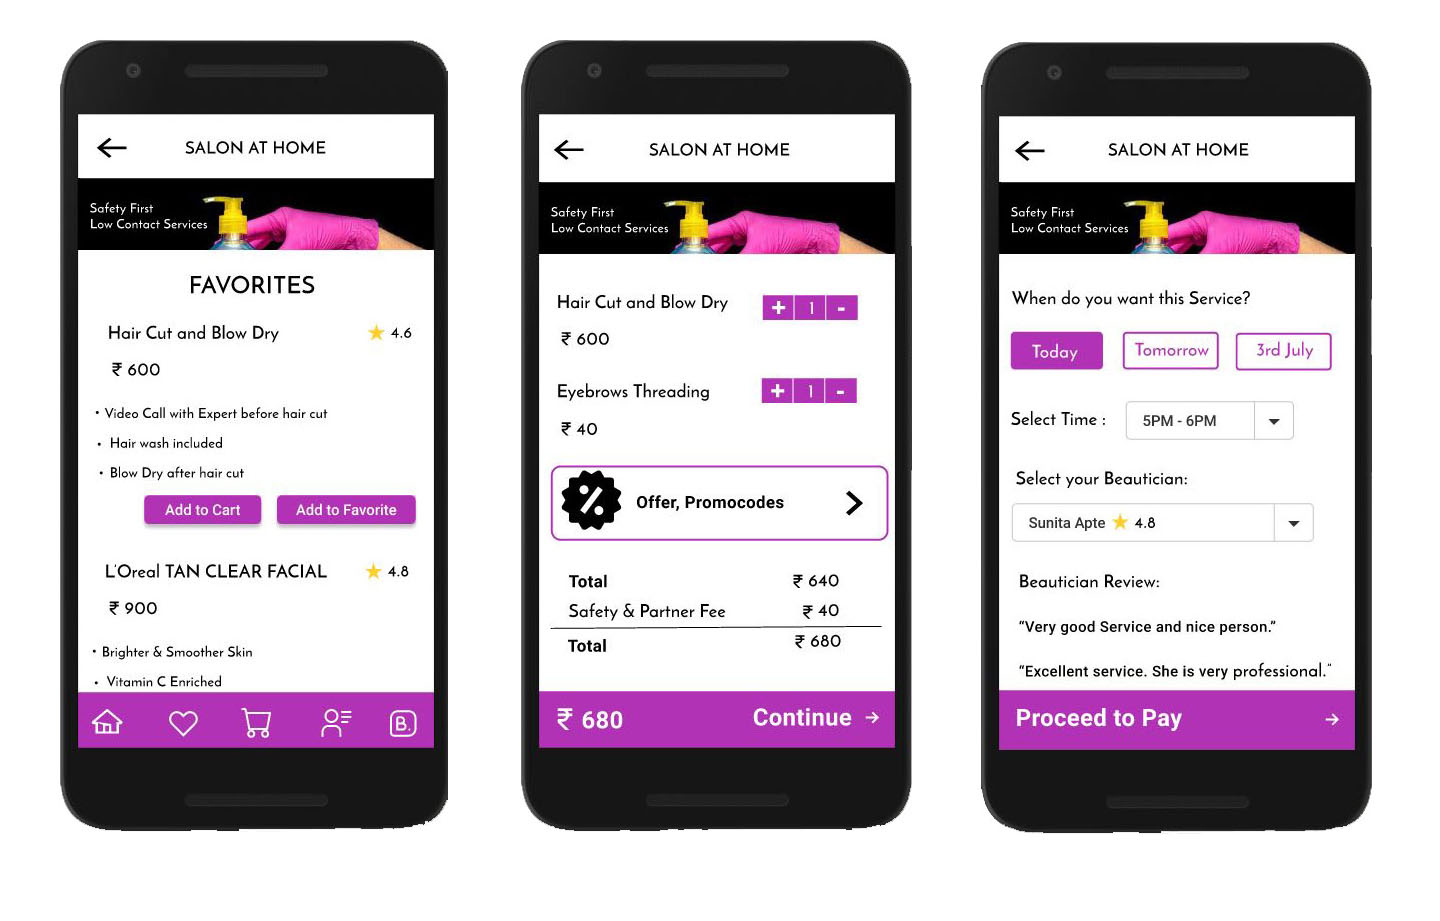 SALON AT HOME
Safety First
Low Contact Services
FAVORITES
Hair Cut and Blow Dry
4.6
₹ 600
• Video Call with Expert before hair cut
• Hair wash included
• Blow Dry after hair cut
Add to Cart
Add to Favorite
L'Oreal TAN CLEAR FACIAL
4.8
₹ 900
• Brighter & Smoother Skin
• Vitamin C Enriched
B.
SALON AT HOME
Safety First
Low Contact Services
Hair Cut and Blow Dry
+ 1 -
₹ 600
Eyebrows Threading
+ 1 -
₹ 40
% Offer, Promocodes
Total ₹ 640
Safety & Partner Fee ₹ 40
Total ₹ 680
₹ 680 Continue →
SALON AT HOME
Safety First
Low Contact Services
When do you want this Service?
Today Tomorrow 3rd July
Select Time : 5PM - 6PM
Select your Beautician:
Sunita Apte 4.8
Beautician Review:
“Very good Service and nice person.”
“Excellent service. She is very professional.”
Proceed to Pay →